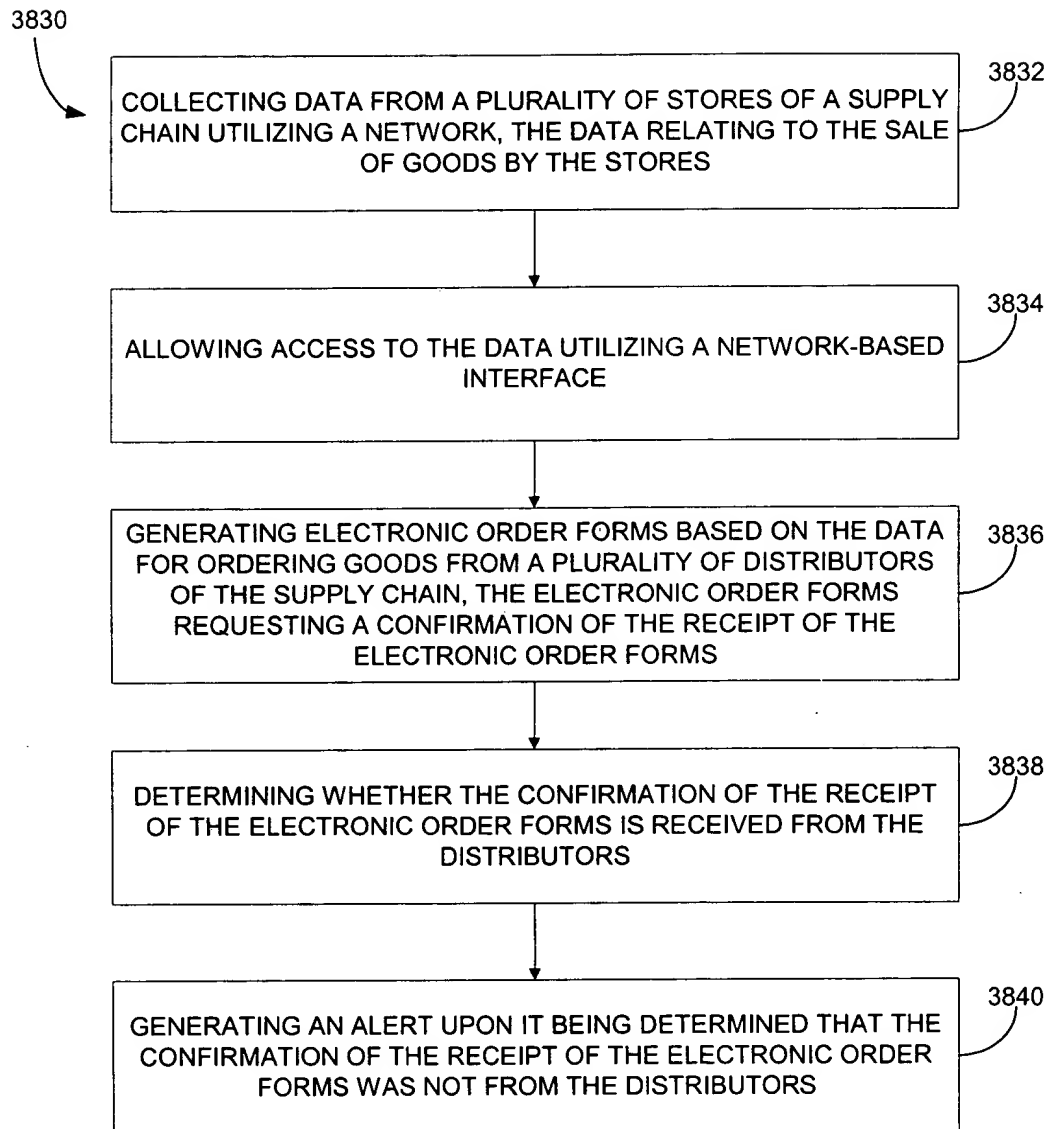 3830
3832
COLLECTING DATA FROM A PLURALITY OF STORES OF A SUPPLY
CHAIN UTILIZING A NETWORK, THE DATA RELATING TO THE SALE
OF GOODS BY THE STORES
3834
ALLOWING ACCESS TO THE DATA UTILIZING A NETWORK-BASED
INTERFACE
3836
GENERATING ELECTRONIC ORDER FORMS BASED ON THE DATA
FOR ORDERING GOODS FROM A PLURALITY OF DISTRIBUTORS
OF THE SUPPLY CHAIN, THE ELECTRONIC ORDER FORMS
REQUESTING A CONFIRMATION OF THE RECEIPT OF THE
ELECTRONIC ORDER FORMS
3838
DETERMINING WHETHER THE CONFIRMATION OF THE RECEIPT
OF THE ELECTRONIC ORDER FORMS IS RECEIVED FROM THE
DISTRIBUTORS
3840
GENERATING AN ALERT UPON IT BEING DETERMINED THAT THE
CONFIRMATION OF THE RECEIPT OF THE ELECTRONIC ORDER
FORMS WAS NOT FROM THE DISTRIBUTORS